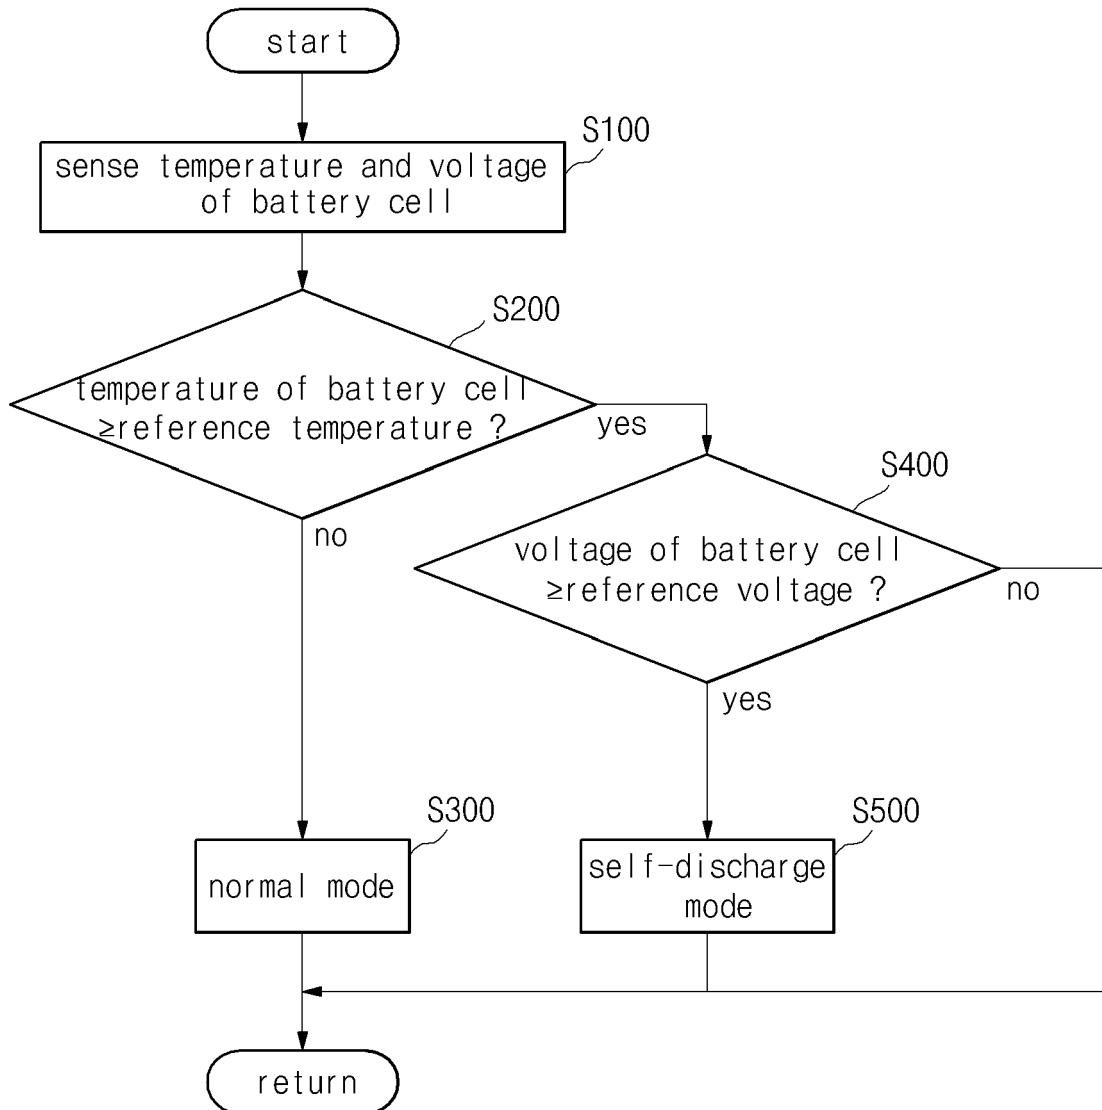 start
S100
sense temperature and voltage
of battery cell
S200
temperature of battery cell
≥reference temperature ?
yes
no
S400
voltage of battery cell
≥reference voltage ?
no
yes
S300
normal mode
S500
self-discharge
mode
return